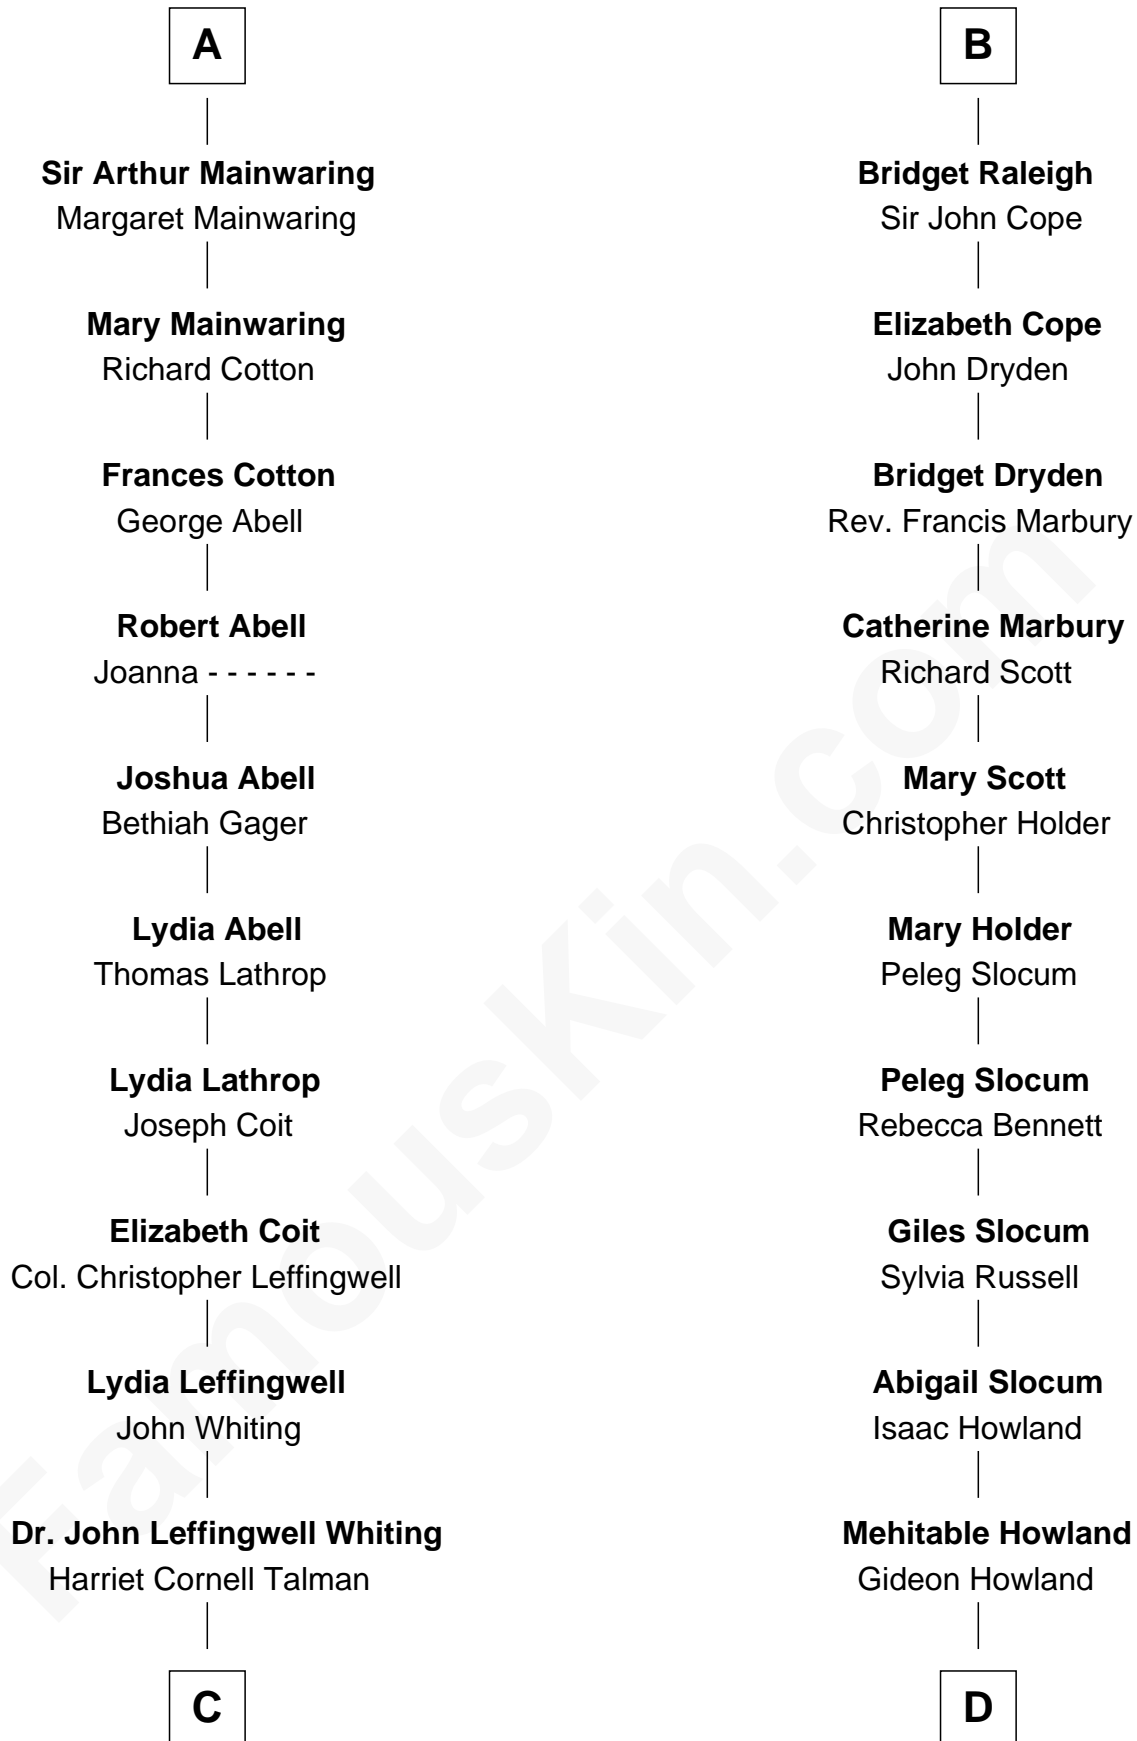 A
Sir Arthur Mainwaring
Margaret Mainwaring
Mary Mainwaring
Richard Cotton
Frances Cotton
George Abell
Robert Abell
Joanna - - - - - -
Joshua Abell
Bethiah Gager
Lydia Abell
Thomas Lathrop
Lydia Lathrop
Joseph Coit
Elizabeth Coit
Col. Christopher Leffingwell
Lydia Leffingwell
John Whiting
Dr. John Leffingwell Whiting
Harriet Cornell Talman
C
B
Bridget Raleigh
Sir John Cope
Elizabeth Cope
John Dryden
Bridget Dryden
Rev. Francis Marbury
Catherine Marbury
Richard Scott
Mary Scott
Christopher Holder
Mary Holder
Peleg Slocum
Peleg Slocum
Rebecca Bennett
Giles Slocum
Sylvia Russell
Abigail Slocum
Isaac Howland
Mehitable Howland
Gideon Howland
D
FamousKin.com